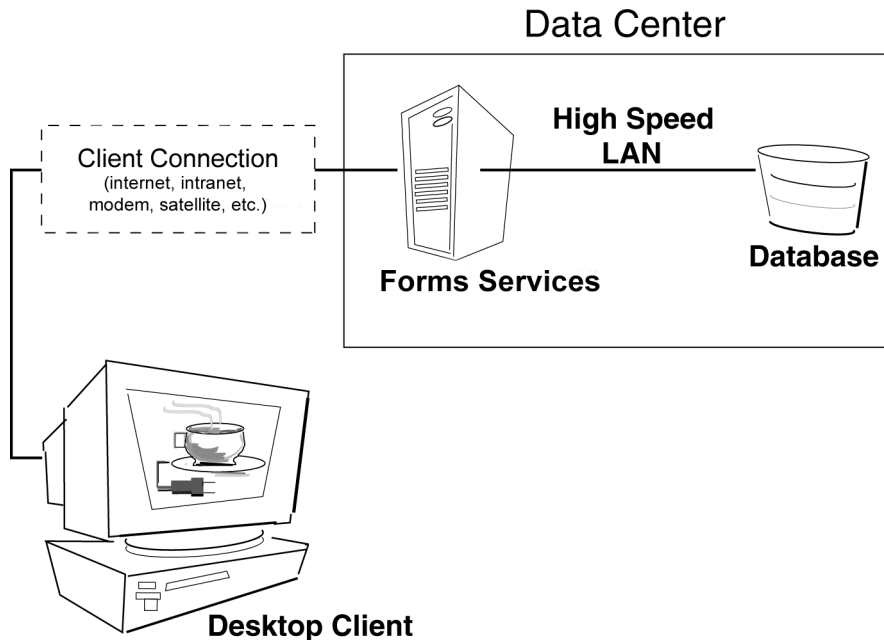 Data Center
High Speed
LAN
Client Connection
(internet, intranet,
modem, satellite, etc.)
Database
Forms Services
Desktop Client